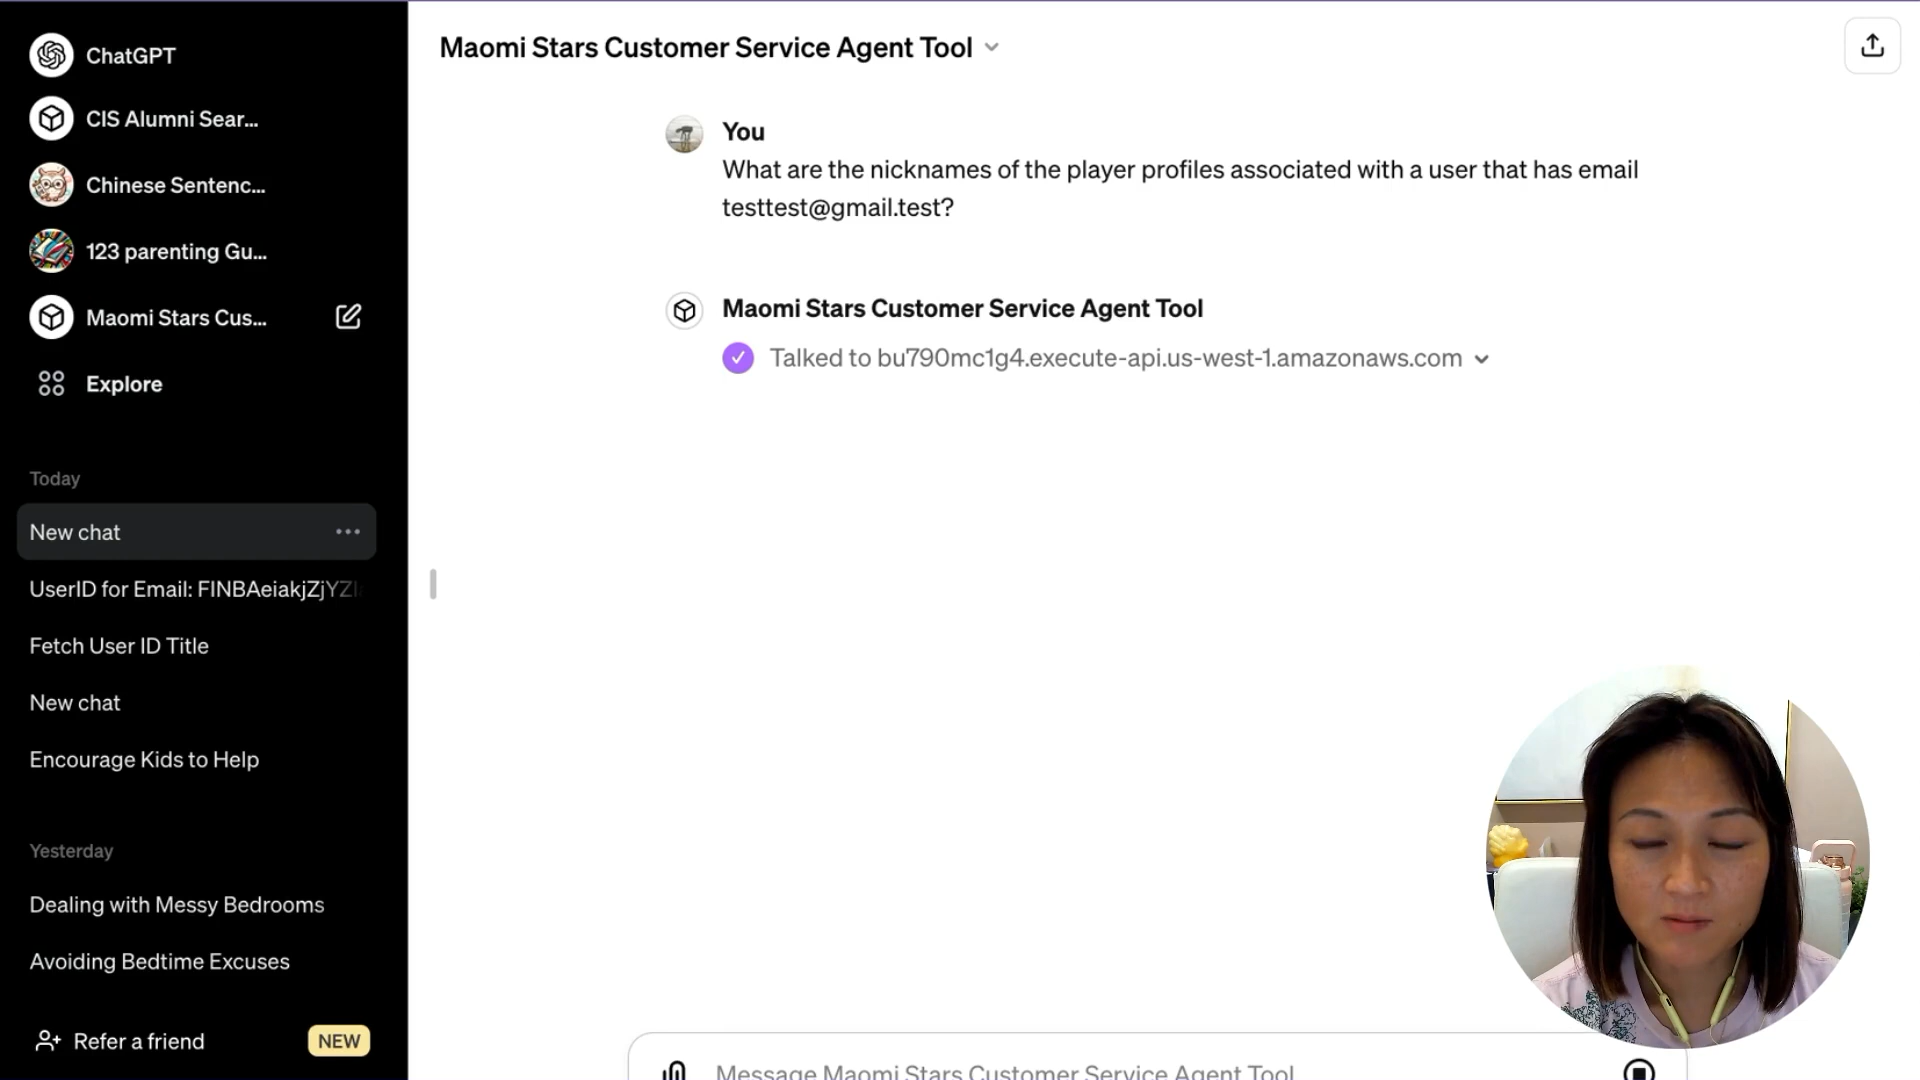 ChatGPT
CIS Alumni Sear...
Chinese Sentenc...
123 parenting Gu...
Maomi Stars Cus...
Explore
Today
New chat
UserID for Email: FINBAeiakjZjYZ
Fetch User ID Title
New chat
Encourage Kids to Help
Yesterday
Dealing with Messy Bedrooms
Avoiding Bedtime Excuses
Refer a friend
NEW
Maomi Stars Customer Service Agent Tool
You
What are the nicknames of the player profiles associated with a user that has email
testtest@gmail.test?
Maomi Stars Customer Service Agent Tool
Talked to bu790mc1g4.execute-api.us-west-1.amazonaws.com
Message Maomi Stars Customer Service Agent Tool